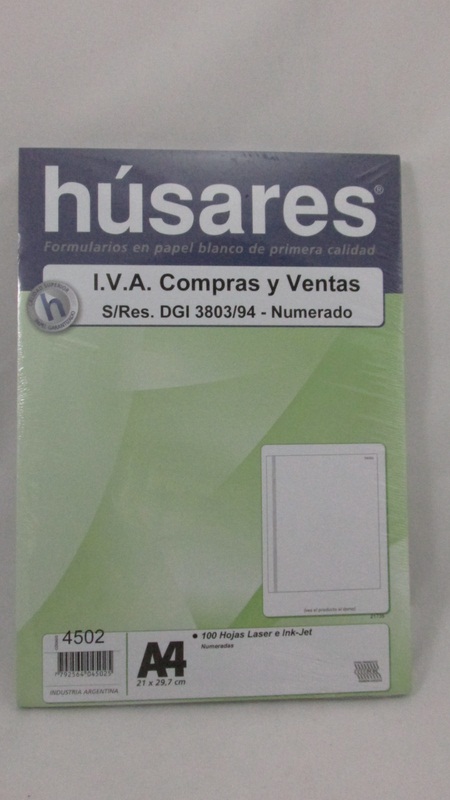 húsares®
Formularios en papel blanco de primera calidad
I.V.A. Compras y Ventas
S/Res. DGI 3803/94 - Numerado
h
4502
7792564045021
INDUSTRIA ARGENTINA
A4
21 x 29,7 cm
• 100 Hojas Laser e Ink-Jet
Numeradas